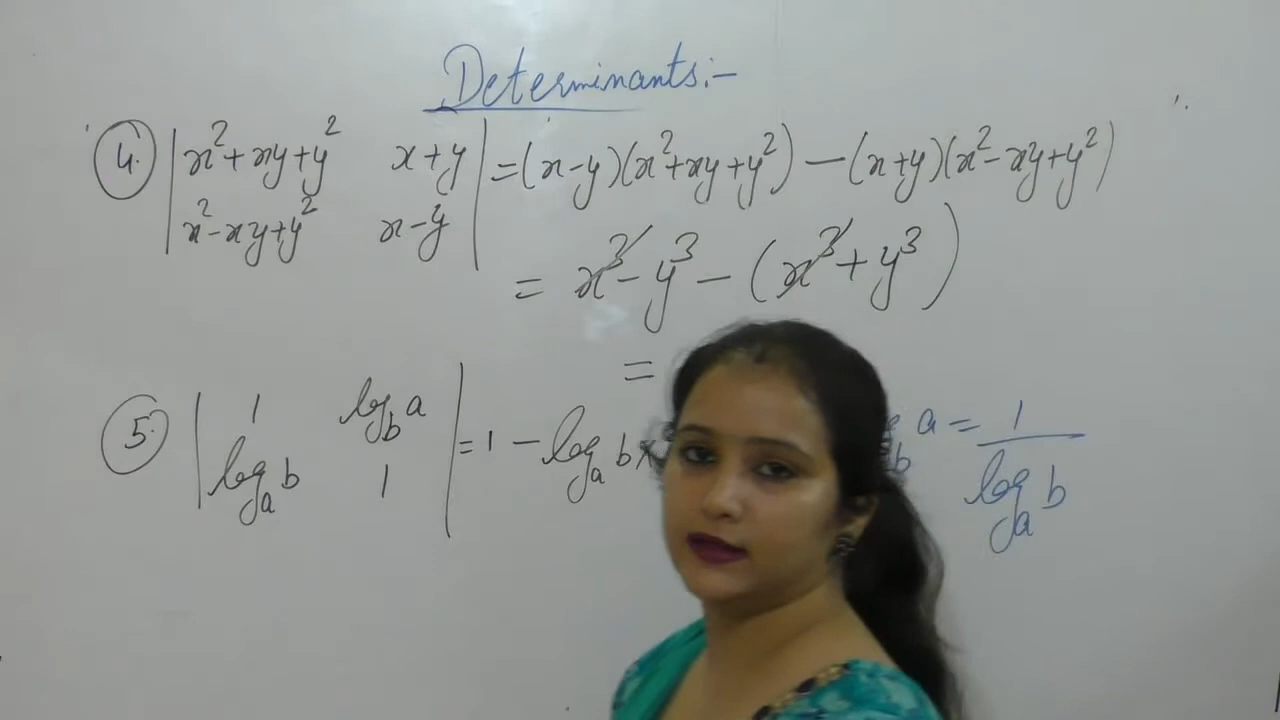 Determinants:-
4. | x²+xy+y² x+y | = (x-y)(x²+xy+y²) - (x+y)(x²-xy+y²)
| x²-xy+y² x-y |
= x³ - y³ - (x³ + y³)
=
5. | 1 log_b a | = 1 - log_a b × _b a = 1/log_a b
| log_a b 1 |